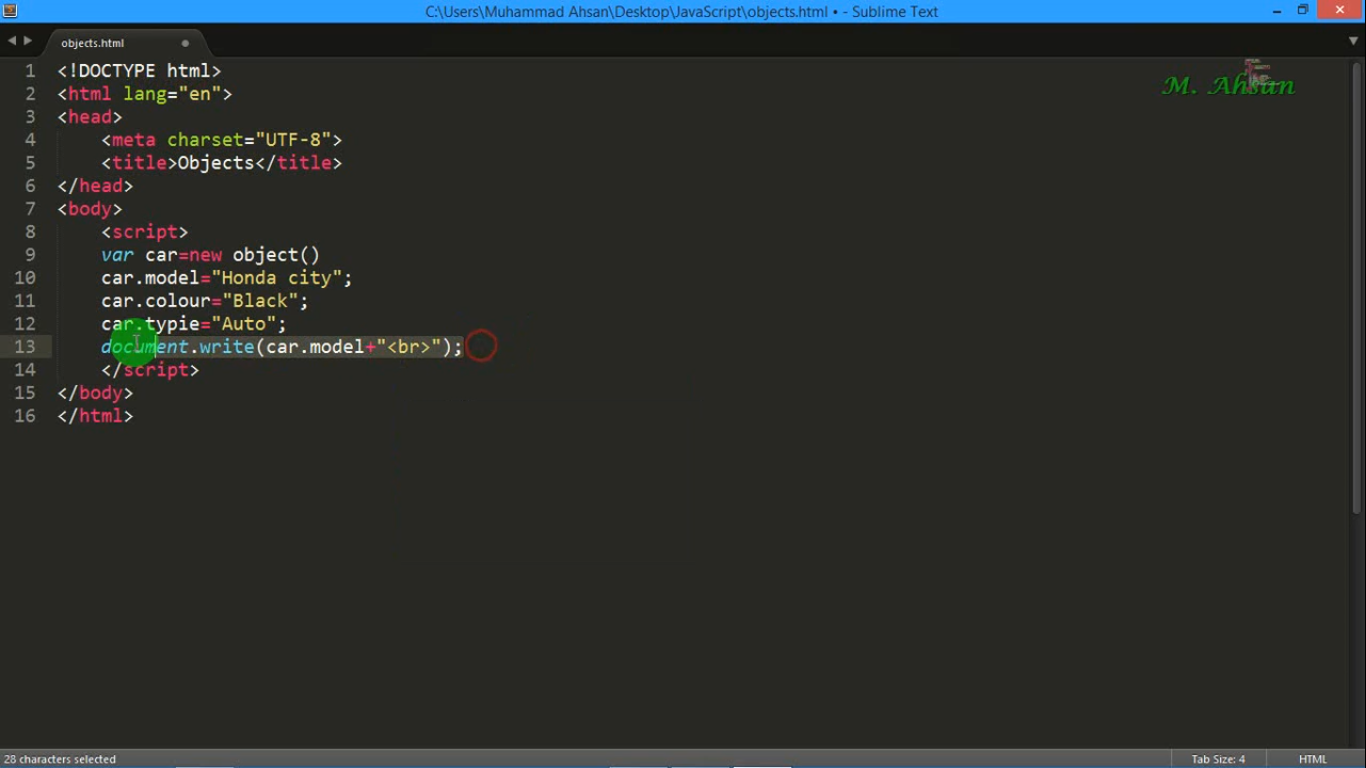 C:\Users\Muhammad Ahsan\Desktop\JavaScript\objects.html • - Sublime Text
objects.html
M. Ahsan
1 <!DOCTYPE html>
2 <html lang="en">
3 <head>
4 <meta charset="UTF-8">
5 <title>Objects</title>
6 </head>
7 <body>
8 <script>
9 var car=new object()
10 car.model="Honda city";
11 car.colour="Black";
12 car.typie="Auto";
13 document.write(car.model+"<br>");
14 </script>
15 </body>
16 </html>
28 characters selected
Tab Size: 4
HTML